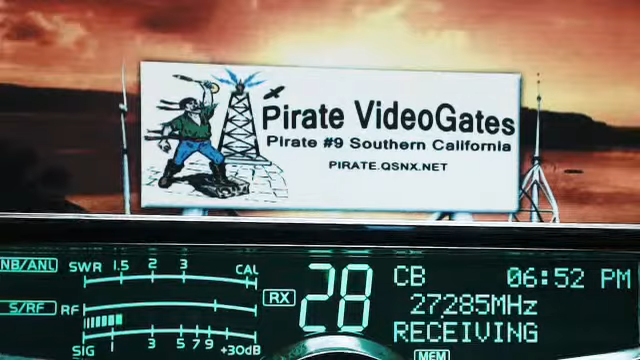 Pirate VideoGates
Pirate #9 Southern California
PIRATE.QSNX.NET
NB/ANL SWR 1.5 2 3 CAL
S/RF RF
SIG 1 3 5 7 9 +30dB
RX 28
CB 06:52 PM
27285MHz
RECEIVING
MEM